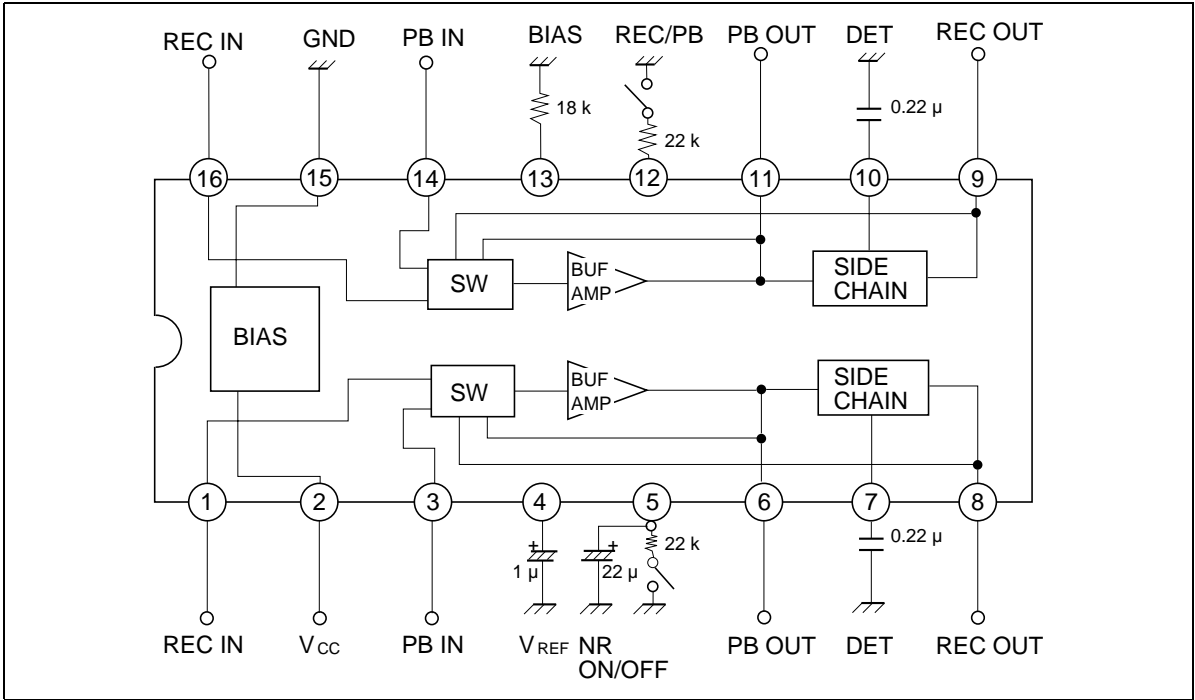 REC IN GND PB IN BIAS REC/PB PB OUT DET REC OUT
18 k 22 k 0.22 μ
16 15 14 13 12 11 10 9
SW BUF AMP SIDE CHAIN
BIAS
SW BUF AMP SIDE CHAIN
1 2 3 4 5 6 7 8
+ 1 μ + 22 μ 22 k 0.22 μ
REC IN VCC PB IN VREF NR ON/OFF PB OUT DET REC OUT